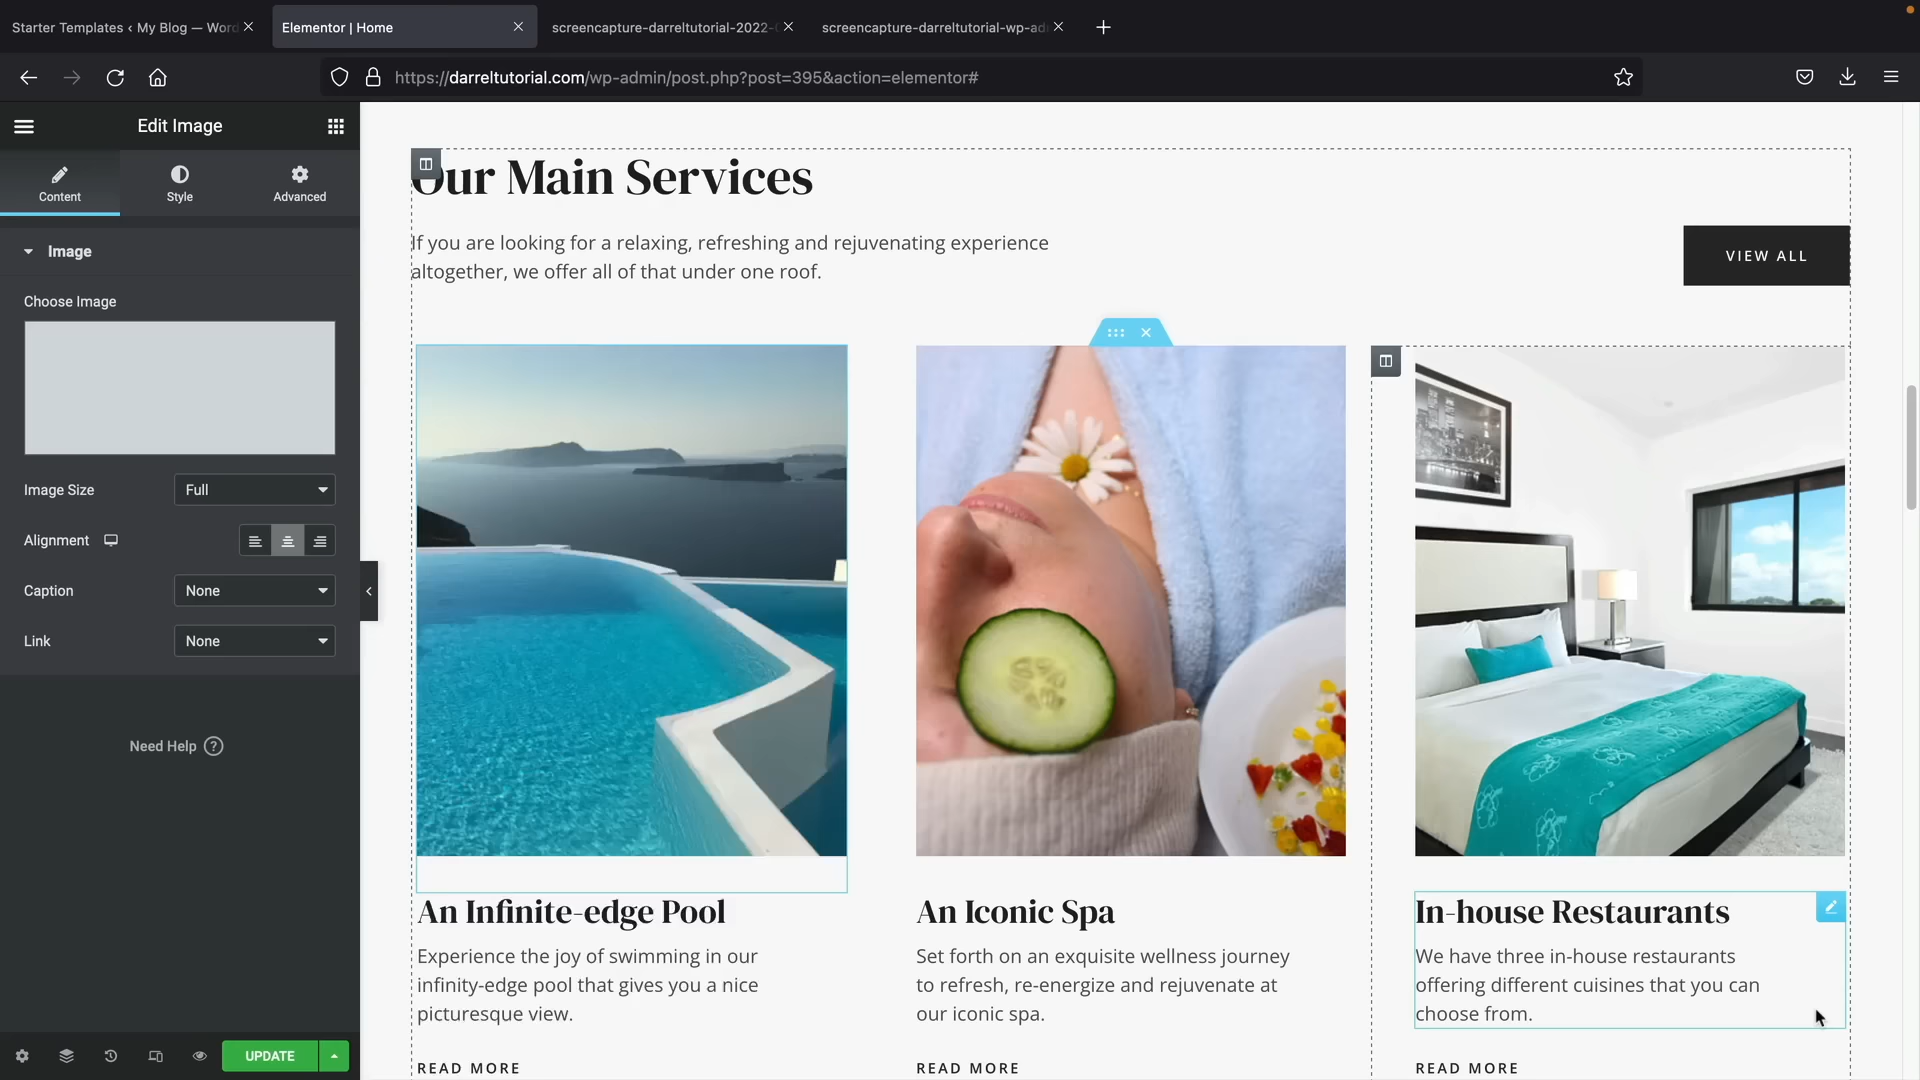 Starter Templates ‹ My Blog — Word
Elementor | Home
screencapture-darreltutorial-2022-
screencapture-darreltutorial-wp-ad
https://darreltutorial.com/wp-admin/post.php?post=395&action=elementor#
Edit Image
Content
Style
Advanced
Image
Choose Image
Image Size
Full
Alignment
Caption
None
Link
None
Need Help ?
UPDATE
Our Main Services
If you are looking for a relaxing, refreshing and rejuvenating experience
altogether, we offer all of that under one roof.
VIEW ALL
An Infinite-edge Pool
Experience the joy of swimming in our
infinity-edge pool that gives you a nice
picturesque view.
READ MORE
An Iconic Spa
Set forth on an exquisite wellness journey
to refresh, re-energize and rejuvenate at
our iconic spa.
READ MORE
In-house Restaurants
We have three in-house restaurants
offering different cuisines that you can
choose from.
READ MORE